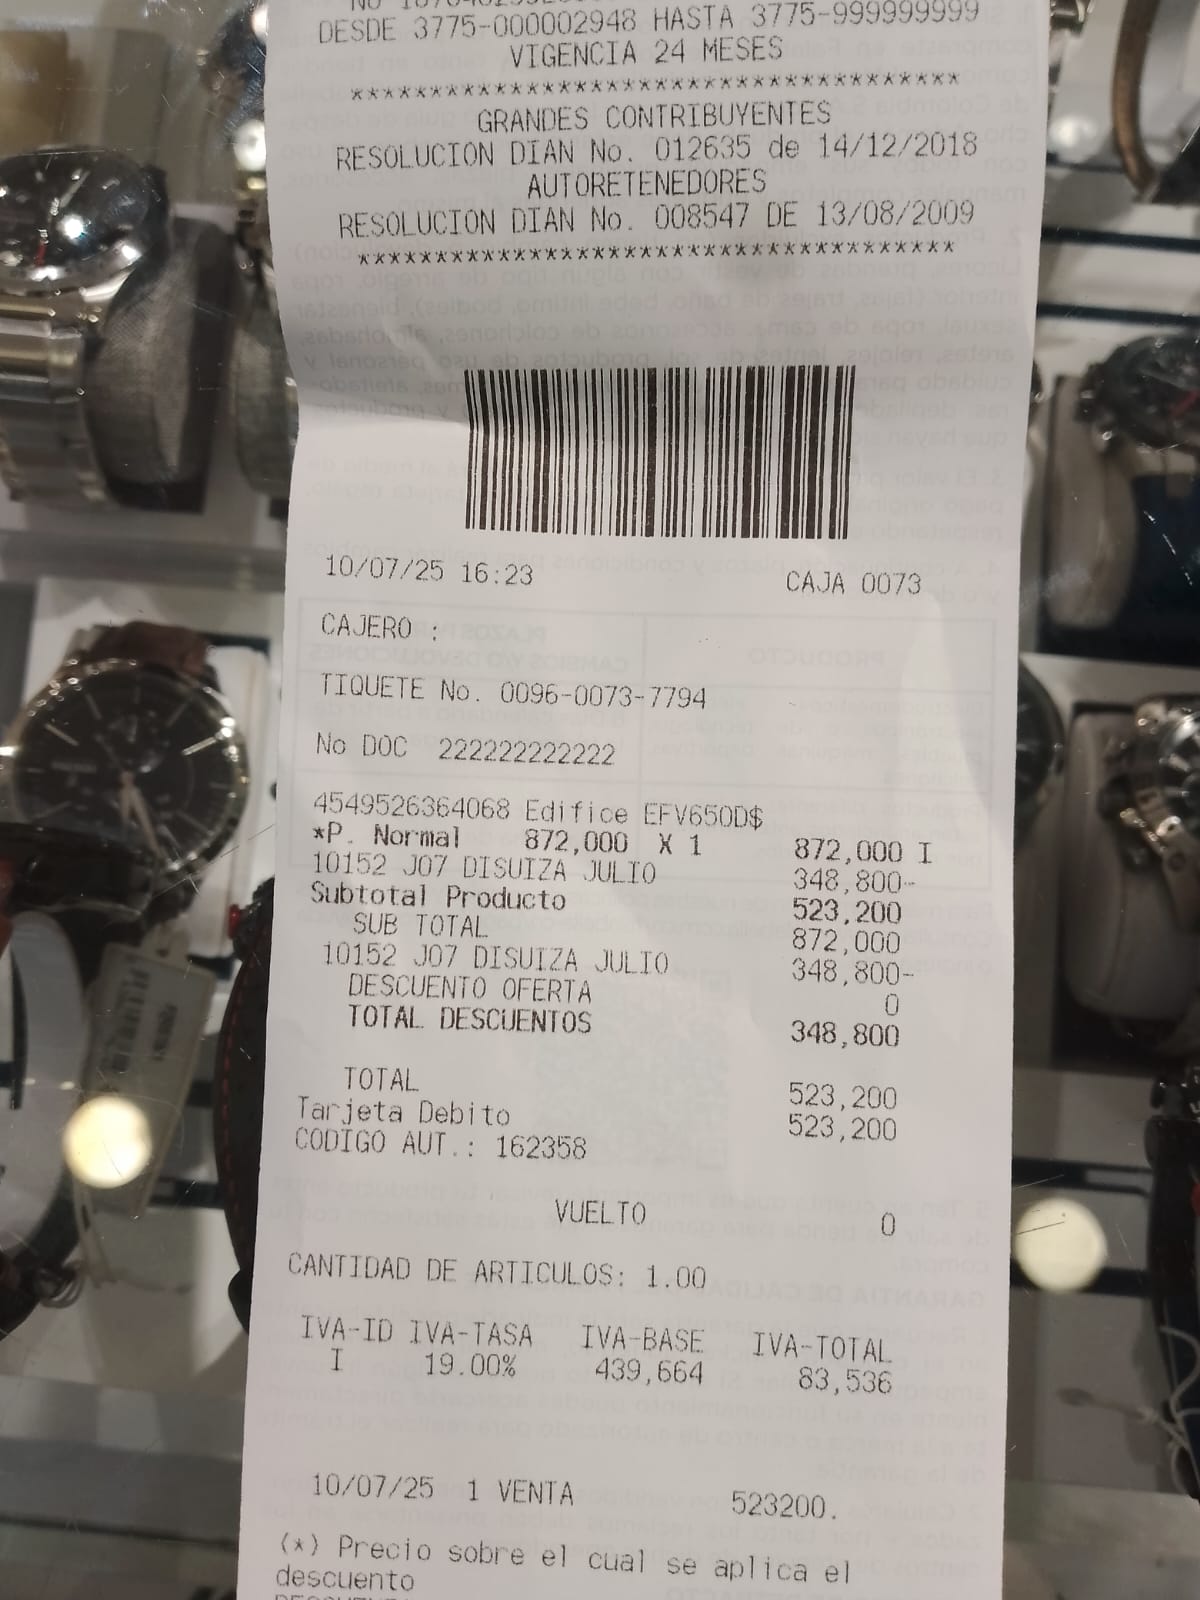 DESDE 3775-000002948 HASTA 3775-999999999
VIGENCIA 24 MESES
****************************************
GRANDES CONTRIBUYENTES
RESOLUCION DIAN No. 012635 de 14/12/2018
AUTORETENEDORES
RESOLUCION DIAN No. 008547 DE 13/08/2009
****************************************
10/07/25 16:23 CAJA 0073
CAJERO :
TIQUETE No. 0096-0073-7794
No DOC 222222222222
4549526364068 Edifice EFV650D$
*P. Normal 872,000 X 1 872,000 I
10152 J07 DISUIZA JULIO 348,800-
Subtotal Producto 523,200
SUB TOTAL 872,000
10152 J07 DISUIZA JULIO 348,800-
DESCUENTO OFERTA 0
TOTAL DESCUENTOS 348,800
TOTAL 523,200
Tarjeta Debito 523,200
CODIGO AUT.: 162358
VUELTO 0
CANTIDAD DE ARTICULOS: 1.00
IVA-ID IVA-TASA IVA-BASE IVA-TOTAL
I 19.00% 439,664 83,536
10/07/25 1 VENTA 523200.
(*) Precio sobre el cual se aplica el
descuento